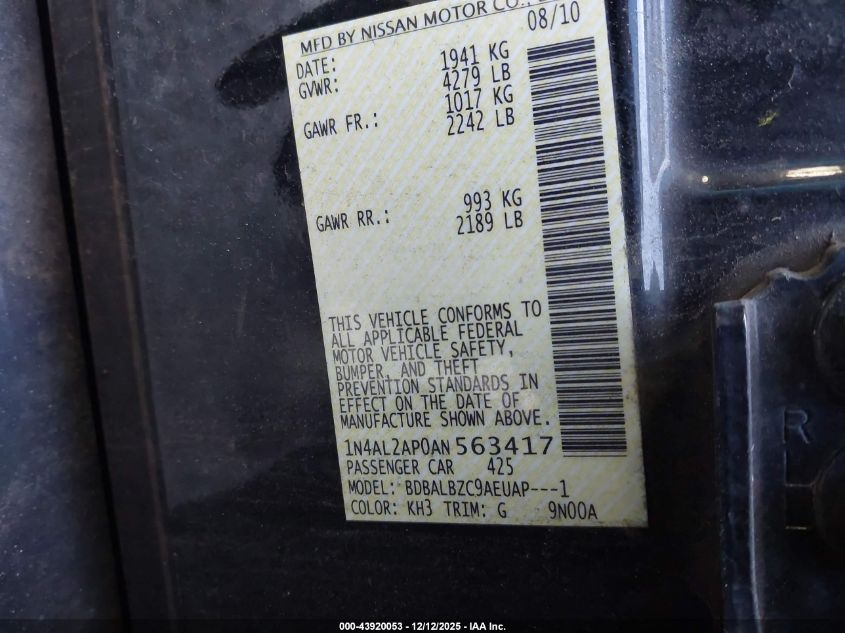 MFD BY NISSAN MOTOR CO.,
DATE: 08/10
GVWR: 1941 KG
4279 LB
GAWR FR.: 1017 KG
2242 LB
GAWR RR.: 993 KG
2189 LB
THIS VEHICLE CONFORMS TO
ALL APPLICABLE FEDERAL
MOTOR VEHICLE SAFETY,
BUMPER, AND THEFT
PREVENTION STANDARDS IN
EFFECT ON THE DATE OF
MANUFACTURE SHOWN ABOVE.
1N4AL2AP0AN563417
PASSENGER CAR 425
MODEL: BDBALBZC9AEUAP---1
COLOR: KH3 TRIM: G 9N00A
R
L
000-43920053 - 12/12/2025 - IAA Inc.